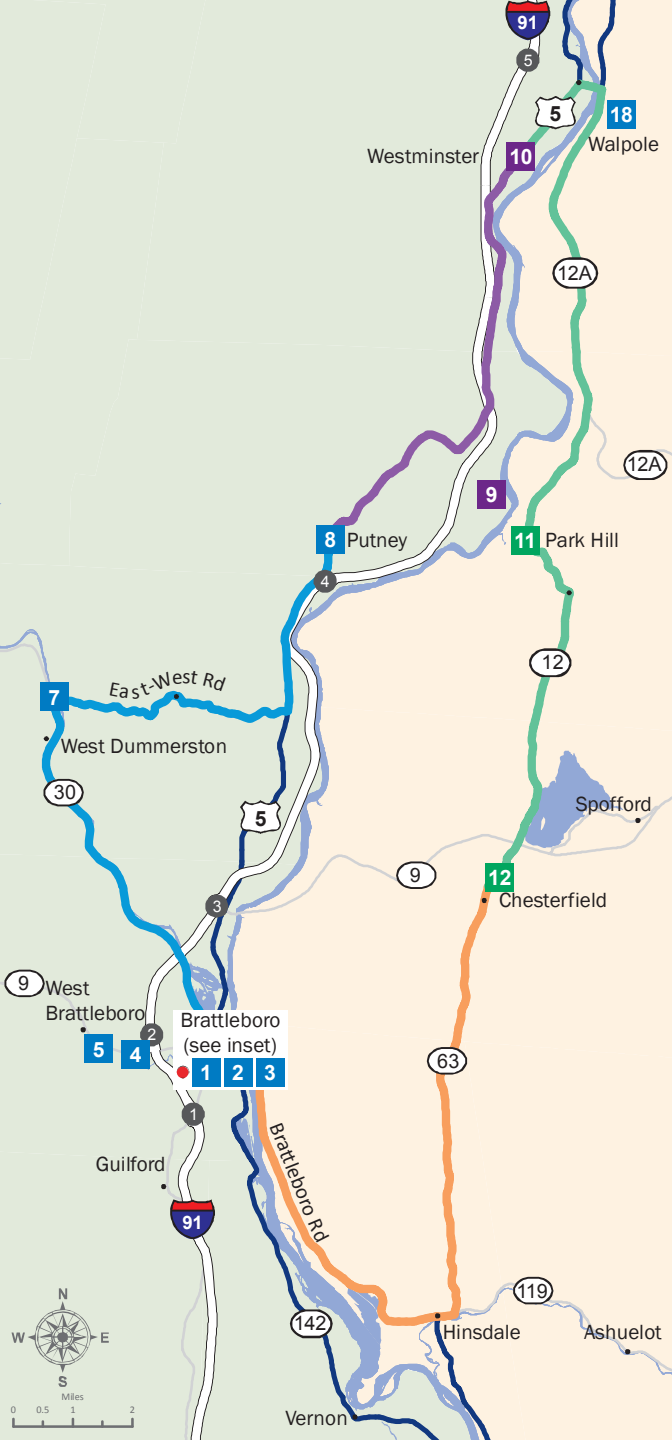 91
5
5
18
Westminster
10
Walpole
12A
12A
9
8
Putney
11
Park Hill
4
12
7
East-West Rd
West Dummerston
30
5
Spofford
9
12
3
Chesterfield
9
West
Brattleboro
Brattleboro
(see inset)
2
5
4
1
2
3
63
1
Brattleboro Rd
Guilford
91
119
N
W
E
S
142
Hinsdale
Ashuelot
Miles
0 0.5 1 2
Vernon